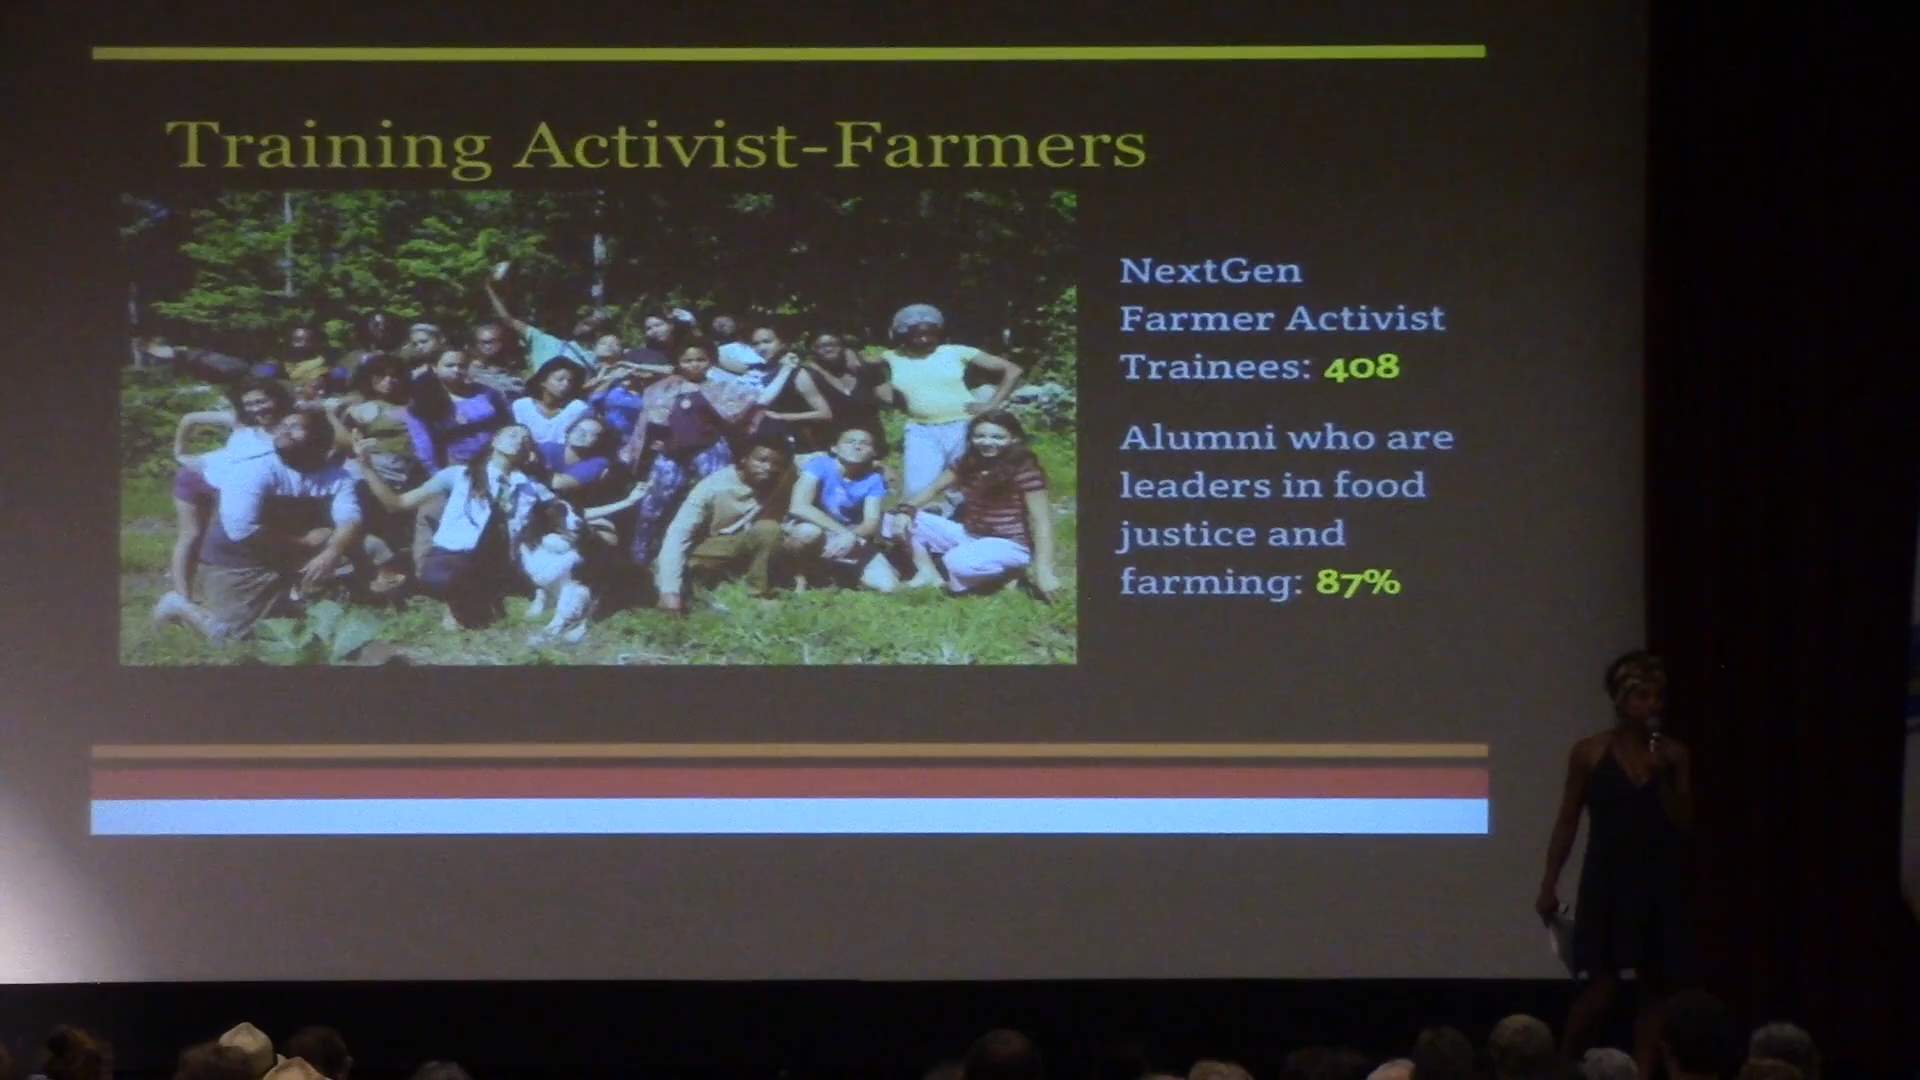 Training Activist-Farmers
NextGen
Farmer Activist
Trainees: 408
Alumni who are
leaders in food
justice and
farming: 87%